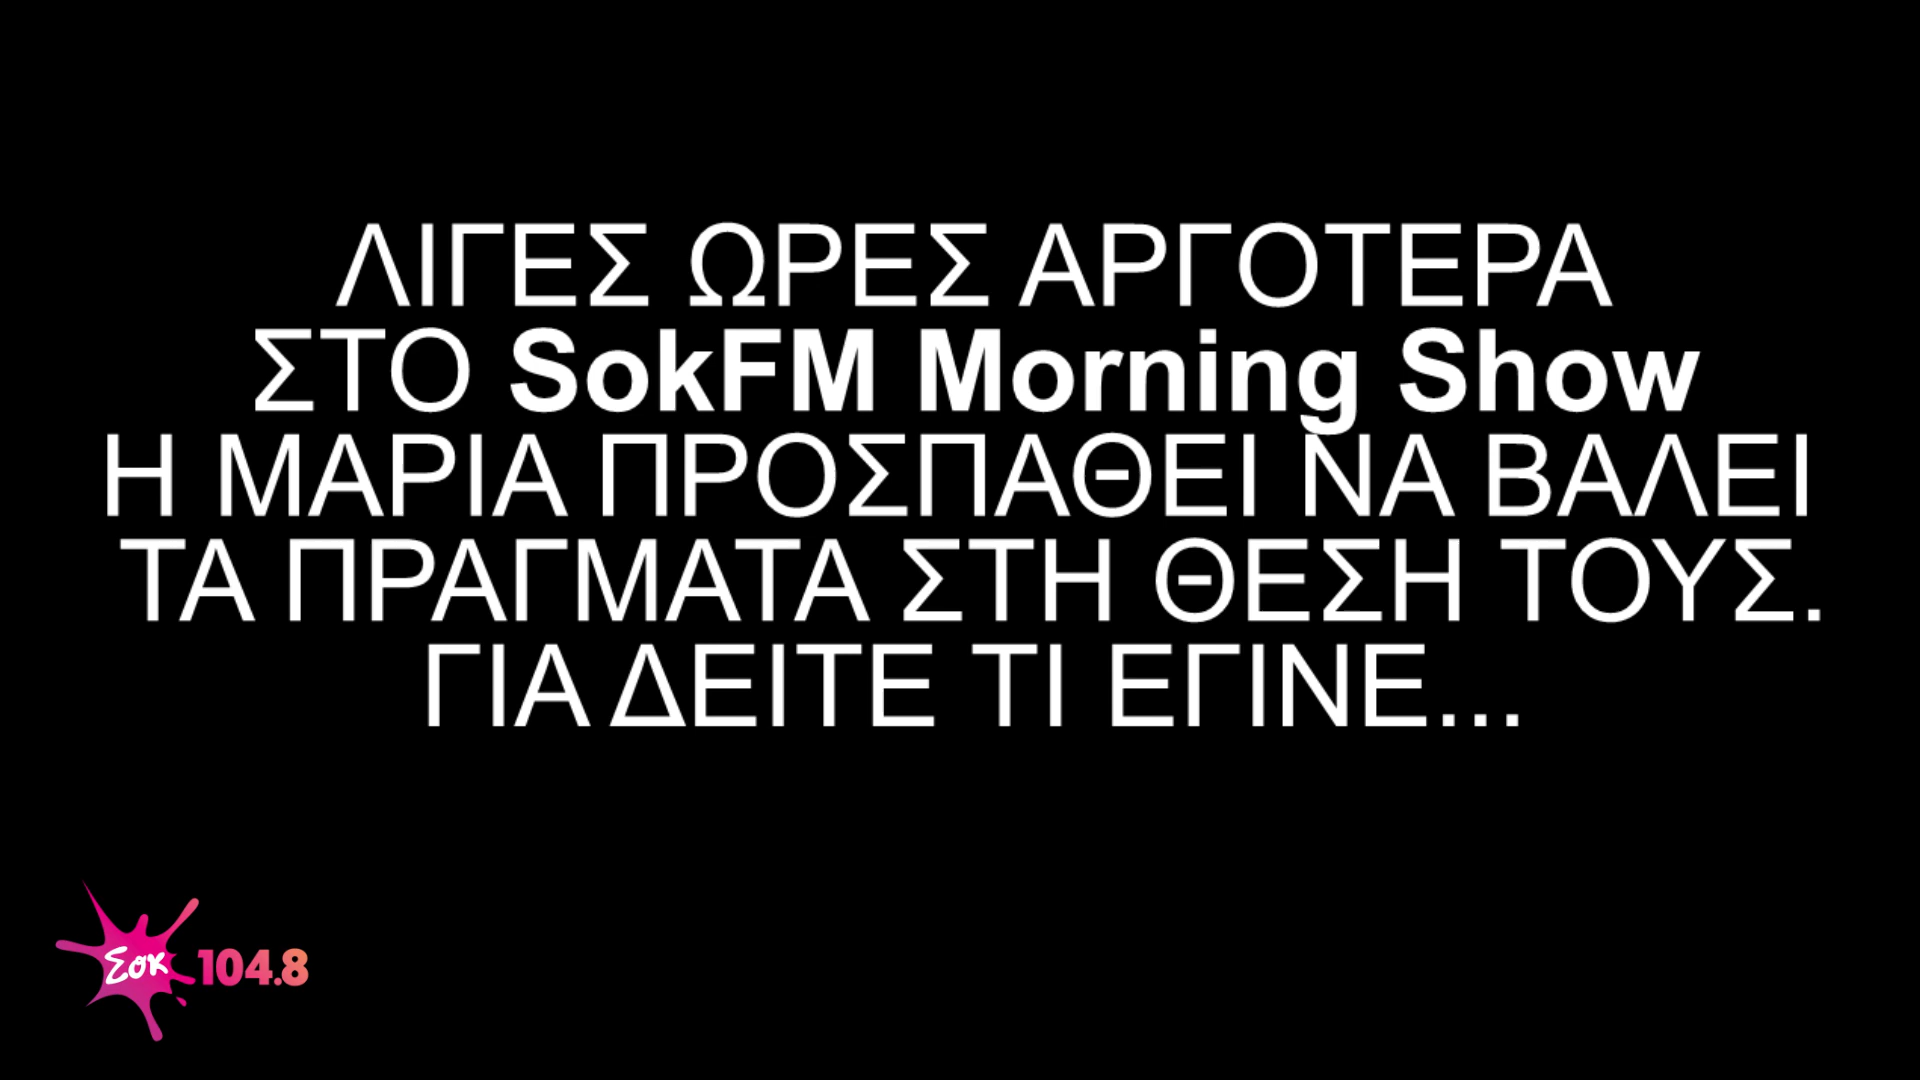 ΛΙΓΕΣ ΩΡΕΣ ΑΡΓΟΤΕΡΑ
ΣΤΟ SokFM Morning Show
Η ΜΑΡΙΑ ΠΡΟΣΠΑΘΕΙ ΝΑ ΒΑΛΕΙ
ΤΑ ΠΡΑΓΜΑΤΑ ΣΤΗ ΘΕΣΗ ΤΟΥΣ.
ΓΙΑ ΔΕΙΤΕ ΤΙ ΕΓΙΝΕ...
Σοκ 104.8